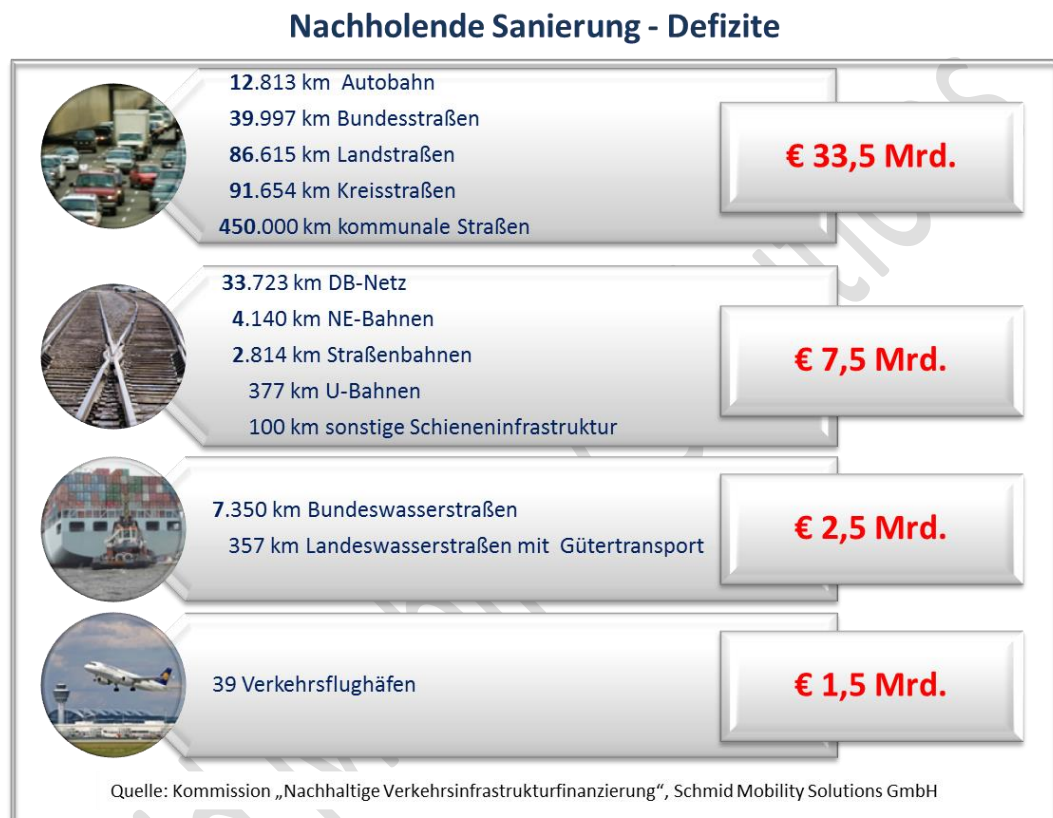 Nachholende Sanierung - Defizite
12.813 km Autobahn
39.997 km Bundesstraßen
86.615 km Landstraßen
91.654 km Kreisstraßen
450.000 km kommunale Straßen
€ 33,5 Mrd.
33.723 km DB-Netz
4.140 km NE-Bahnen
2.814 km Straßenbahnen
377 km U-Bahnen
100 km sonstige Schieneninfrastruktur
€ 7,5 Mrd.
7.350 km Bundeswasserstraßen
357 km Landeswasserstraßen mit Gütertransport
€ 2,5 Mrd.
39 Verkehrsflughäfen
€ 1,5 Mrd.
Quelle: Kommission „Nachhaltige Verkehrsinfrastrukturfinanzierung“, Schmid Mobility Solutions GmbH